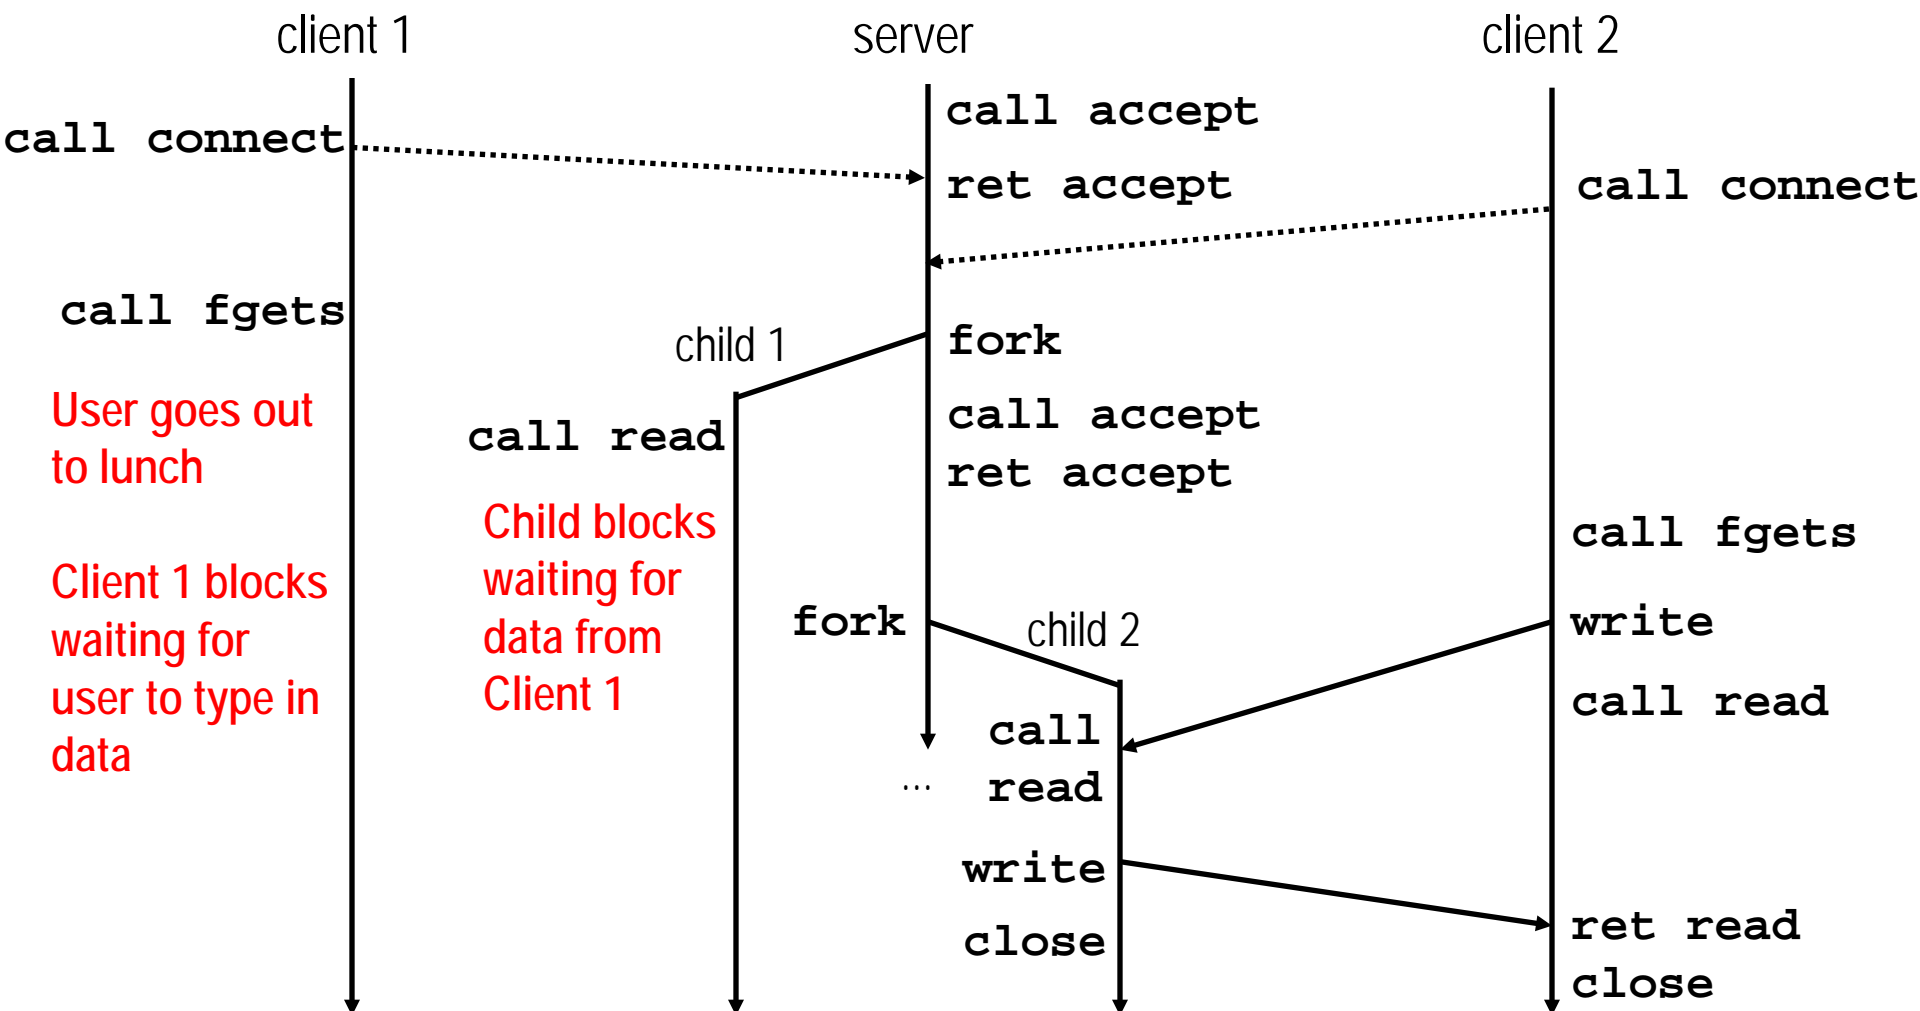 client 1
server
client 2
call connect
call accept
ret accept
call connect
call fgets
child 1
fork
User goes out
to lunch
call read
call accept
ret accept
Client 1 blocks
waiting for
user to type in
data
Child blocks
waiting for
data from
Client 1
call fgets
fork
child 2
write
call read
call
read
...
write
close
ret read
close